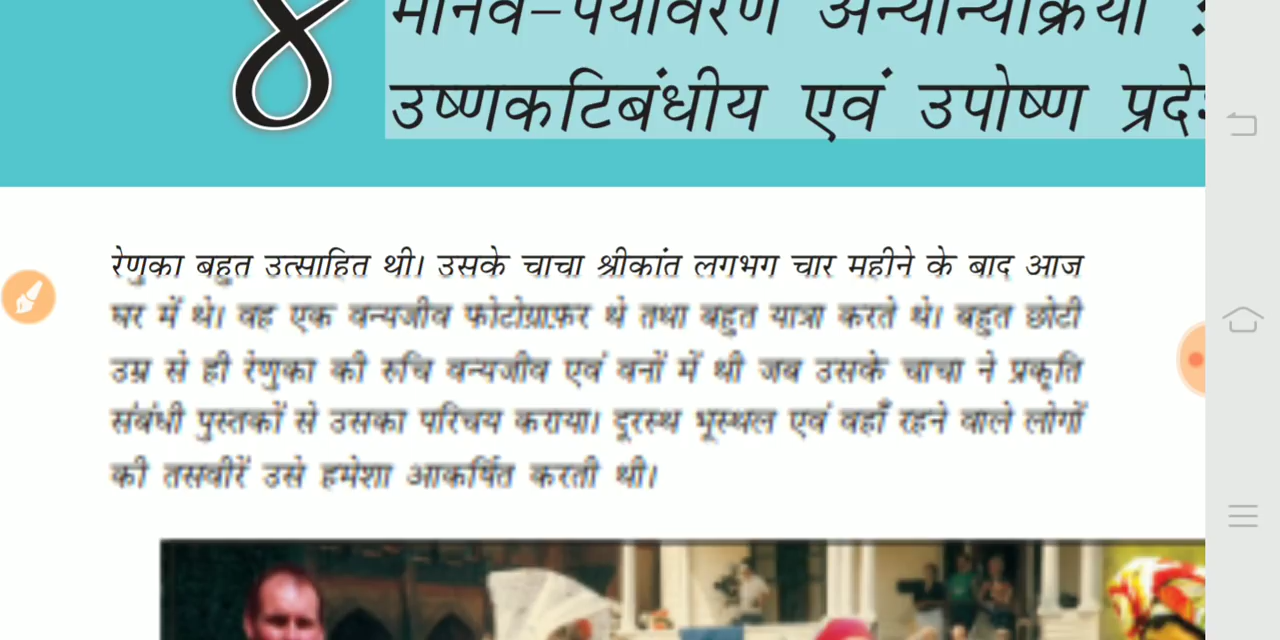 8
मानव-पर्यावरण अन्योन्यक्रिया :
उष्णकटिबंधीय एवं उपोष्ण
रेणुका बहुत उत्साहित थी। उसके चाचा श्रीकांत लगभग चार महीने के बाद आज
घर में थे। वह एक वन्यजीव फोटोग्राफ़र थे तथा बहुत यात्रा करते थे। बहुत छोटी
उम्र से ही रेणुका की रुचि वन्यजीव एवं वनों में थी जब उसके चाचा ने प्रकृति
संबंधी पुस्तकों से उसका परिचय कराया। दूरस्थ भूस्थल एवं वहाँ रहने वाले लोगों
की तसवीरें उसे हमेशा आकर्षित करती थी।